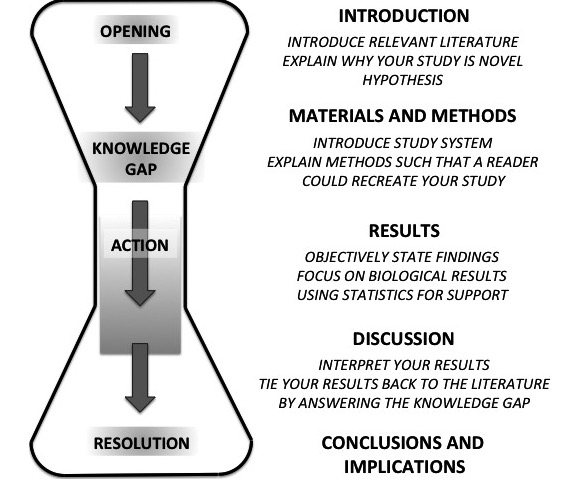 OPENING
KNOWLEDGE
GAP
ACTION
RESOLUTION
INTRODUCTION
INTRODUCE RELEVANT LITERATURE
EXPLAIN WHY YOUR STUDY IS NOVEL
HYPOTHESIS
MATERIALS AND METHODS
INTRODUCE STUDY SYSTEM
EXPLAIN METHODS SUCH THAT A READER
COULD RECREATE YOUR STUDY
RESULTS
OBJECTIVELY STATE FINDINGS
FOCUS ON BIOLOGICAL RESULTS
USING STATISTICS FOR SUPPORT
DISCUSSION
INTERPRET YOUR RESULTS
TIE YOUR RESULTS BACK TO THE LITERATURE
BY ANSWERING THE KNOWLEDGE GAP
CONCLUSIONS AND
IMPLICATIONS